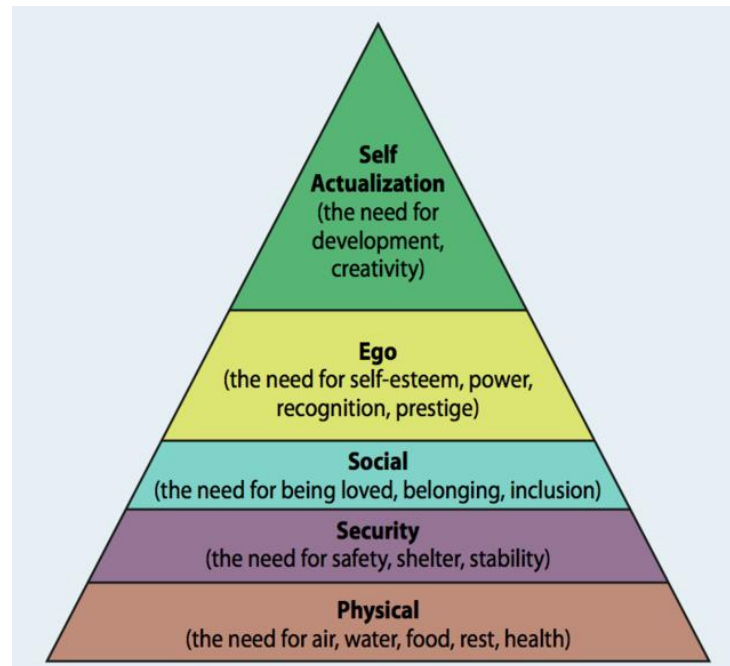 Self
Actualization
(the need for
development,
creativity)
Ego
(the need for self-esteem, power,
recognition, prestige)
Social
(the need for being loved, belonging, inclusion)
Security
(the need for safety, shelter, stability)
Physical
(the need for air, water, food, rest, health)